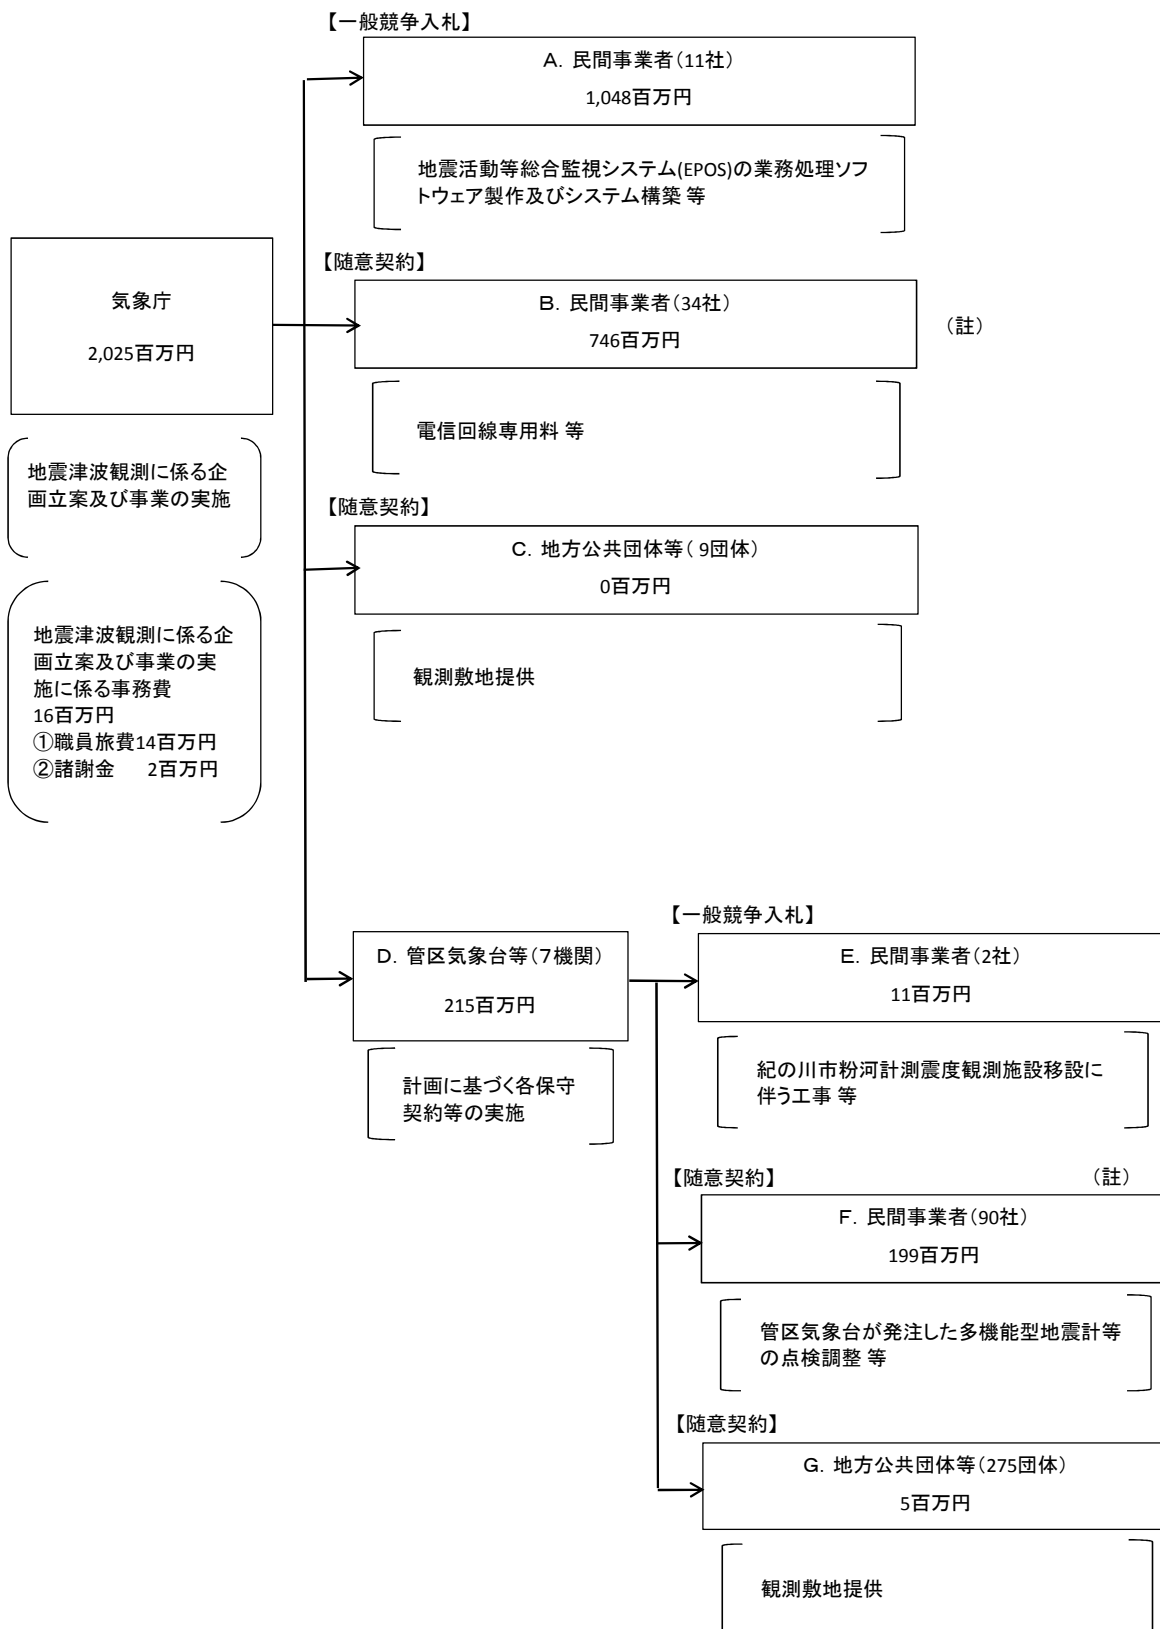 【一般競争入札】
A．民間事業者（11社）
1,048百万円
地震活動等総合監視システム(EPOS)の業務処理ソフ
トウェア製作及びシステム構築 等
気象庁
2,025百万円
地震津波観測に係る企
画立案及び事業の実施
地震津波観測に係る企
画立案及び事業の実
施に係る事務費
16百万円
①職員旅費14百万円
②諸謝金　　2百万円
【随意契約】
B．民間事業者（34社）
746百万円
（註）
電信回線専用料 等
【随意契約】
C．地方公共団体等（ 9団体）
0百万円
観測敷地提供
D．管区気象台等（７機関）
215百万円
計画に基づく各保守
契約等の実施
【一般競争入札】
E．民間事業者（2社）
11百万円
紀の川市粉河計測震度観測施設移設に
伴う工事 等
【随意契約】
（註）
F．民間事業者（90社）
199百万円
管区気象台が発注した多機能型地震計等
の点検調整 等
【随意契約】
G．地方公共団体等（275団体）
5百万円
観測敷地提供